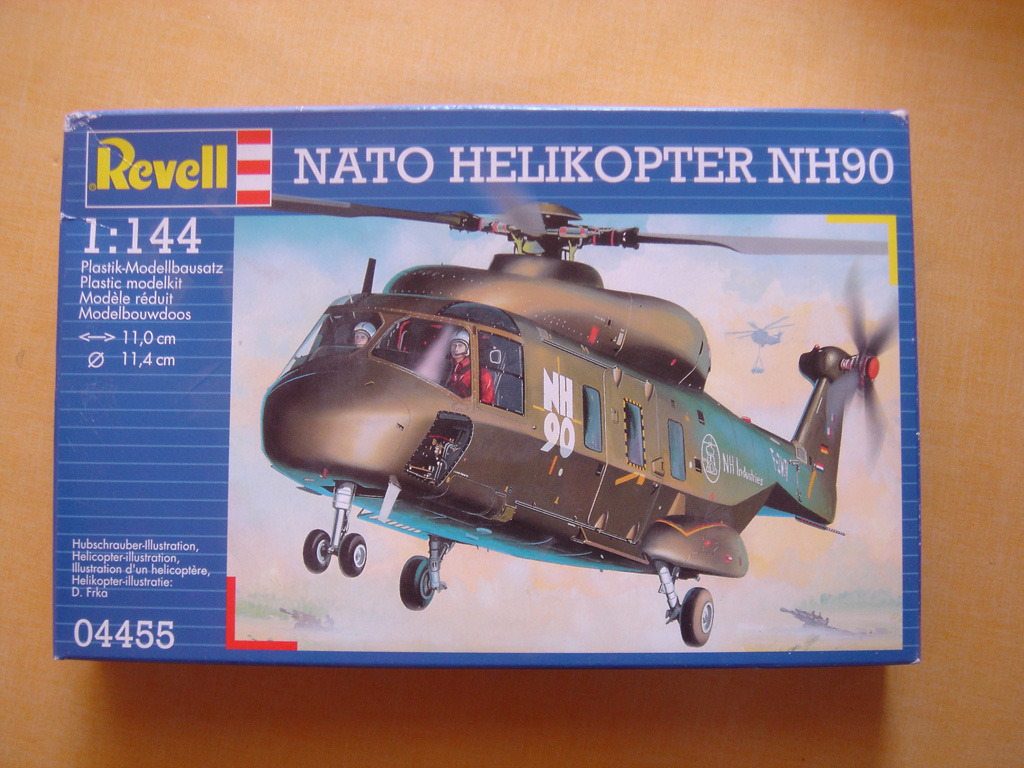 Revell
NATO HELIKOPTER NH90
1:144
Plastik-Modellbausatz
Plastic modelkit
Modèle réduit
Modelbouwdoos
11,0 cm
Ø 11,4 cm
NH
90
NH Industries
Hubschrauber-Illustration,
Helicopter-illustration,
Illustration d'un helicoptère,
Helikopter-illustratie:
D. Frka
04455